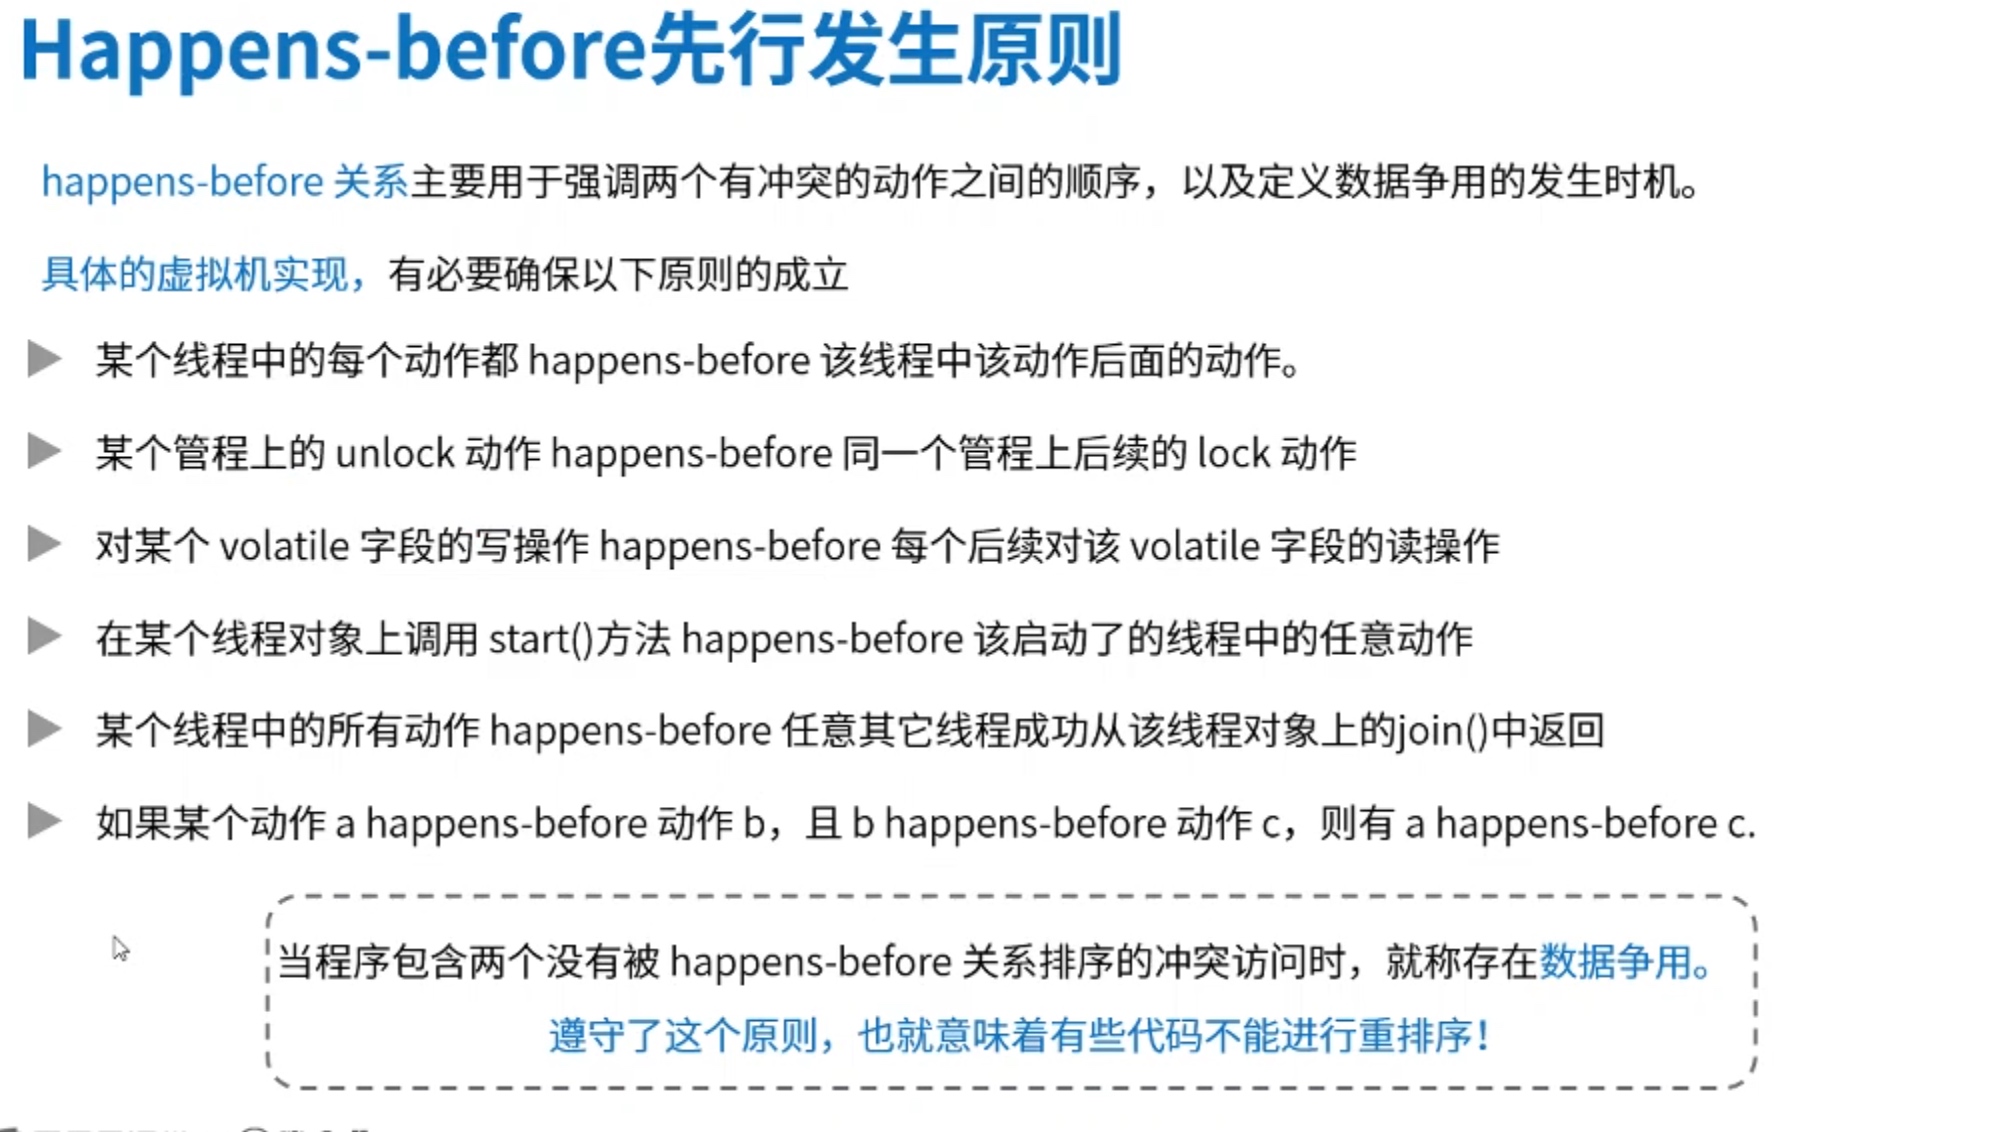 Happens-before先行发生原则
happens-before 关系主要用于强调两个有冲突的动作之间的顺序，以及定义数据争用的发生时机。
具体的虚拟机实现，有必要确保以下原则的成立
某个线程中的每个动作都 happens-before 该线程中该动作后面的动作。
某个管程上的 unlock 动作 happens-before 同一个管程上后续的 lock 动作
对某个 volatile 字段的写操作 happens-before 每个后续对该 volatile 字段的读操作
在某个线程对象上调用 start()方法 happens-before 该启动了的线程中的任意动作
某个线程中的所有动作 happens-before 任意其它线程成功从该线程对象上的join()中返回
如果某个动作 a happens-before 动作 b，且 b happens-before 动作 c，则有 a happens-before c.
当程序包含两个没有被 happens-before 关系排序的冲突访问时，就称存在数据争用。
遵守了这个原则，也就意味着有些代码不能进行重排序！